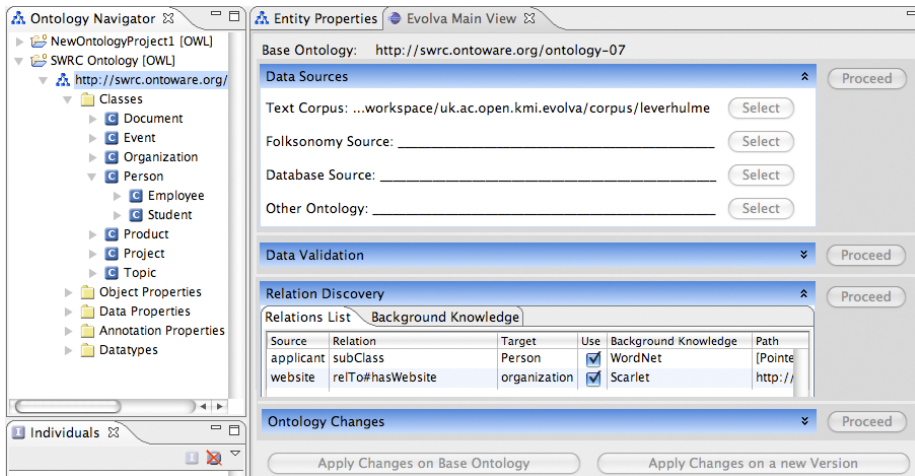 Ontology Navigator
NewOntologyProject1 [OWL]
SWRC Ontology [OWL]
http://swrc.ontoware.org/
Classes
Document
Event
Organization
Person
Employee
Student
Product
Project
Topic
Object Properties
Data Properties
Annotation Properties
Datatypes
Individuals
Entity Properties Evolva Main View
Base Ontology: http://swrc.ontoware.org/ontology-07
Data Sources Proceed
Text Corpus: ...workspace/uk.ac.open.kmi.evolva/corpus/leverhulme Select
Folksonomy Source: Select
Database Source: Select
Other Ontology: Select
Data Validation Proceed
Relation Discovery Proceed
Relations List Background Knowledge
Source Relation Target Use Background Knowledge Path
applicant subClass Person WordNet [Pointe
website relTo#hasWebsite organization Scarlet http://
Ontology Changes Proceed
Apply Changes on Base Ontology Apply Changes on a new Version